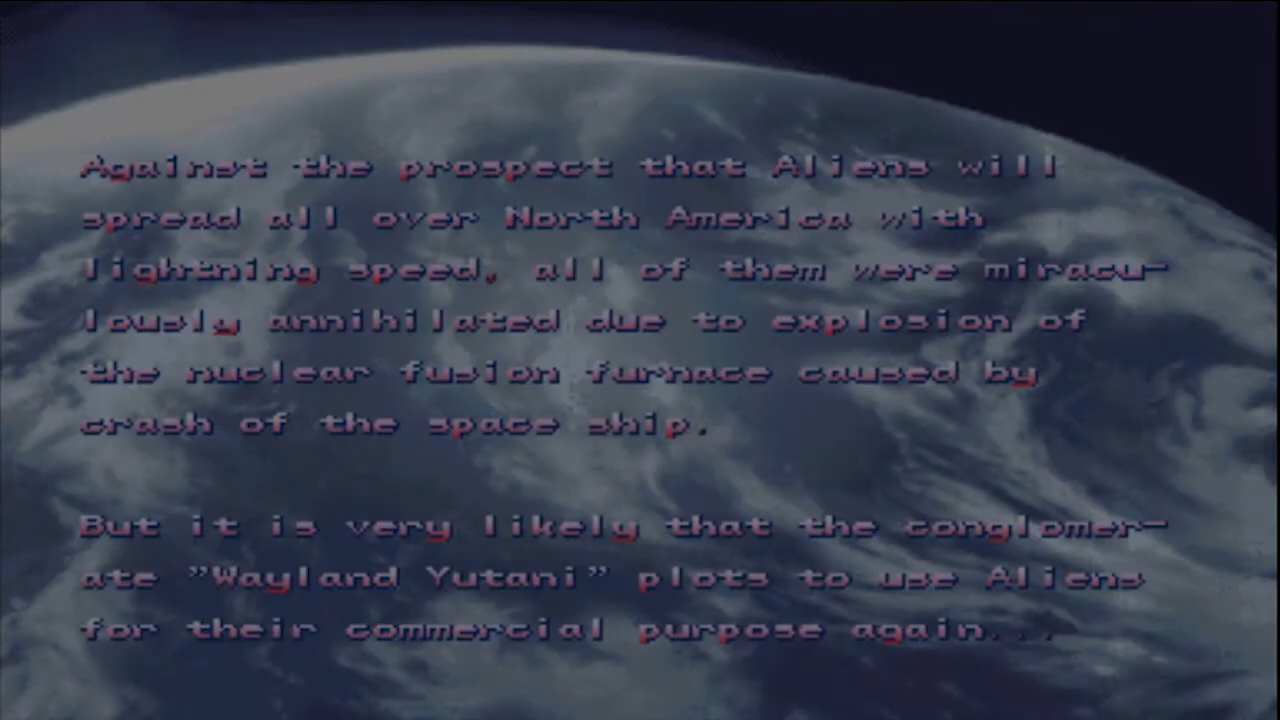 Against the prospect that Aliens will
spread all over North America with
lightning speed, all of them were miracu-
lously annihilated due to explosion of
the nuclear fusion furnace caused by
crash of the space ship.
But it is very likely that the conglomer-
ate "Wayland Yutani" plots to use Aliens
for their commercial purpose again...